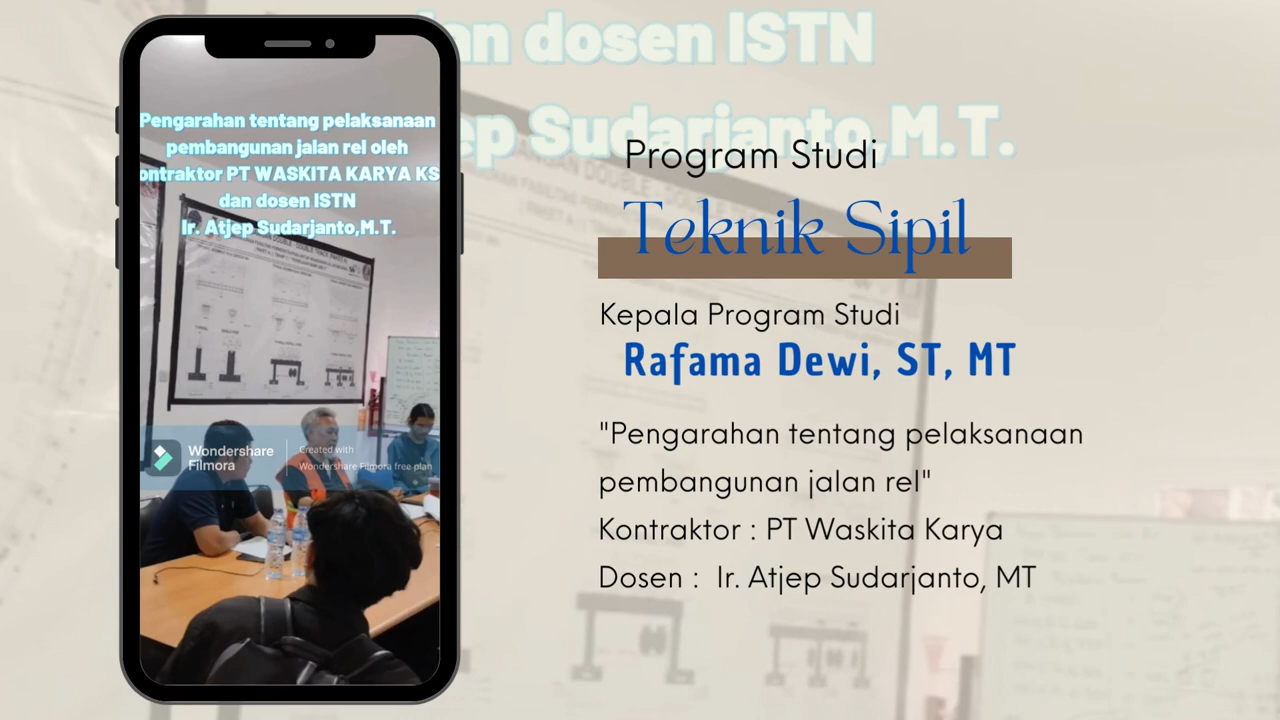 dan dosen ISTN
ep Sudarjanto,M.T.
Pengarahan tentang pelaksanaan
pembangunan jalan rel oleh
ontraktor PT WASKITA KARYA KS
dan dosen ISTN
Ir. Atjep Sudarjanto,M.T.
Wondershare
Filmora
Created with
Wondershare Filmora free plan
Program Studi
Teknik Sipil
Kepala Program Studi
Rafama Dewi, ST, MT
"Pengarahan tentang pelaksanaan
pembangunan jalan rel"
Kontraktor : PT Waskita Karya
Dosen : Ir. Atjep Sudarjanto, MT